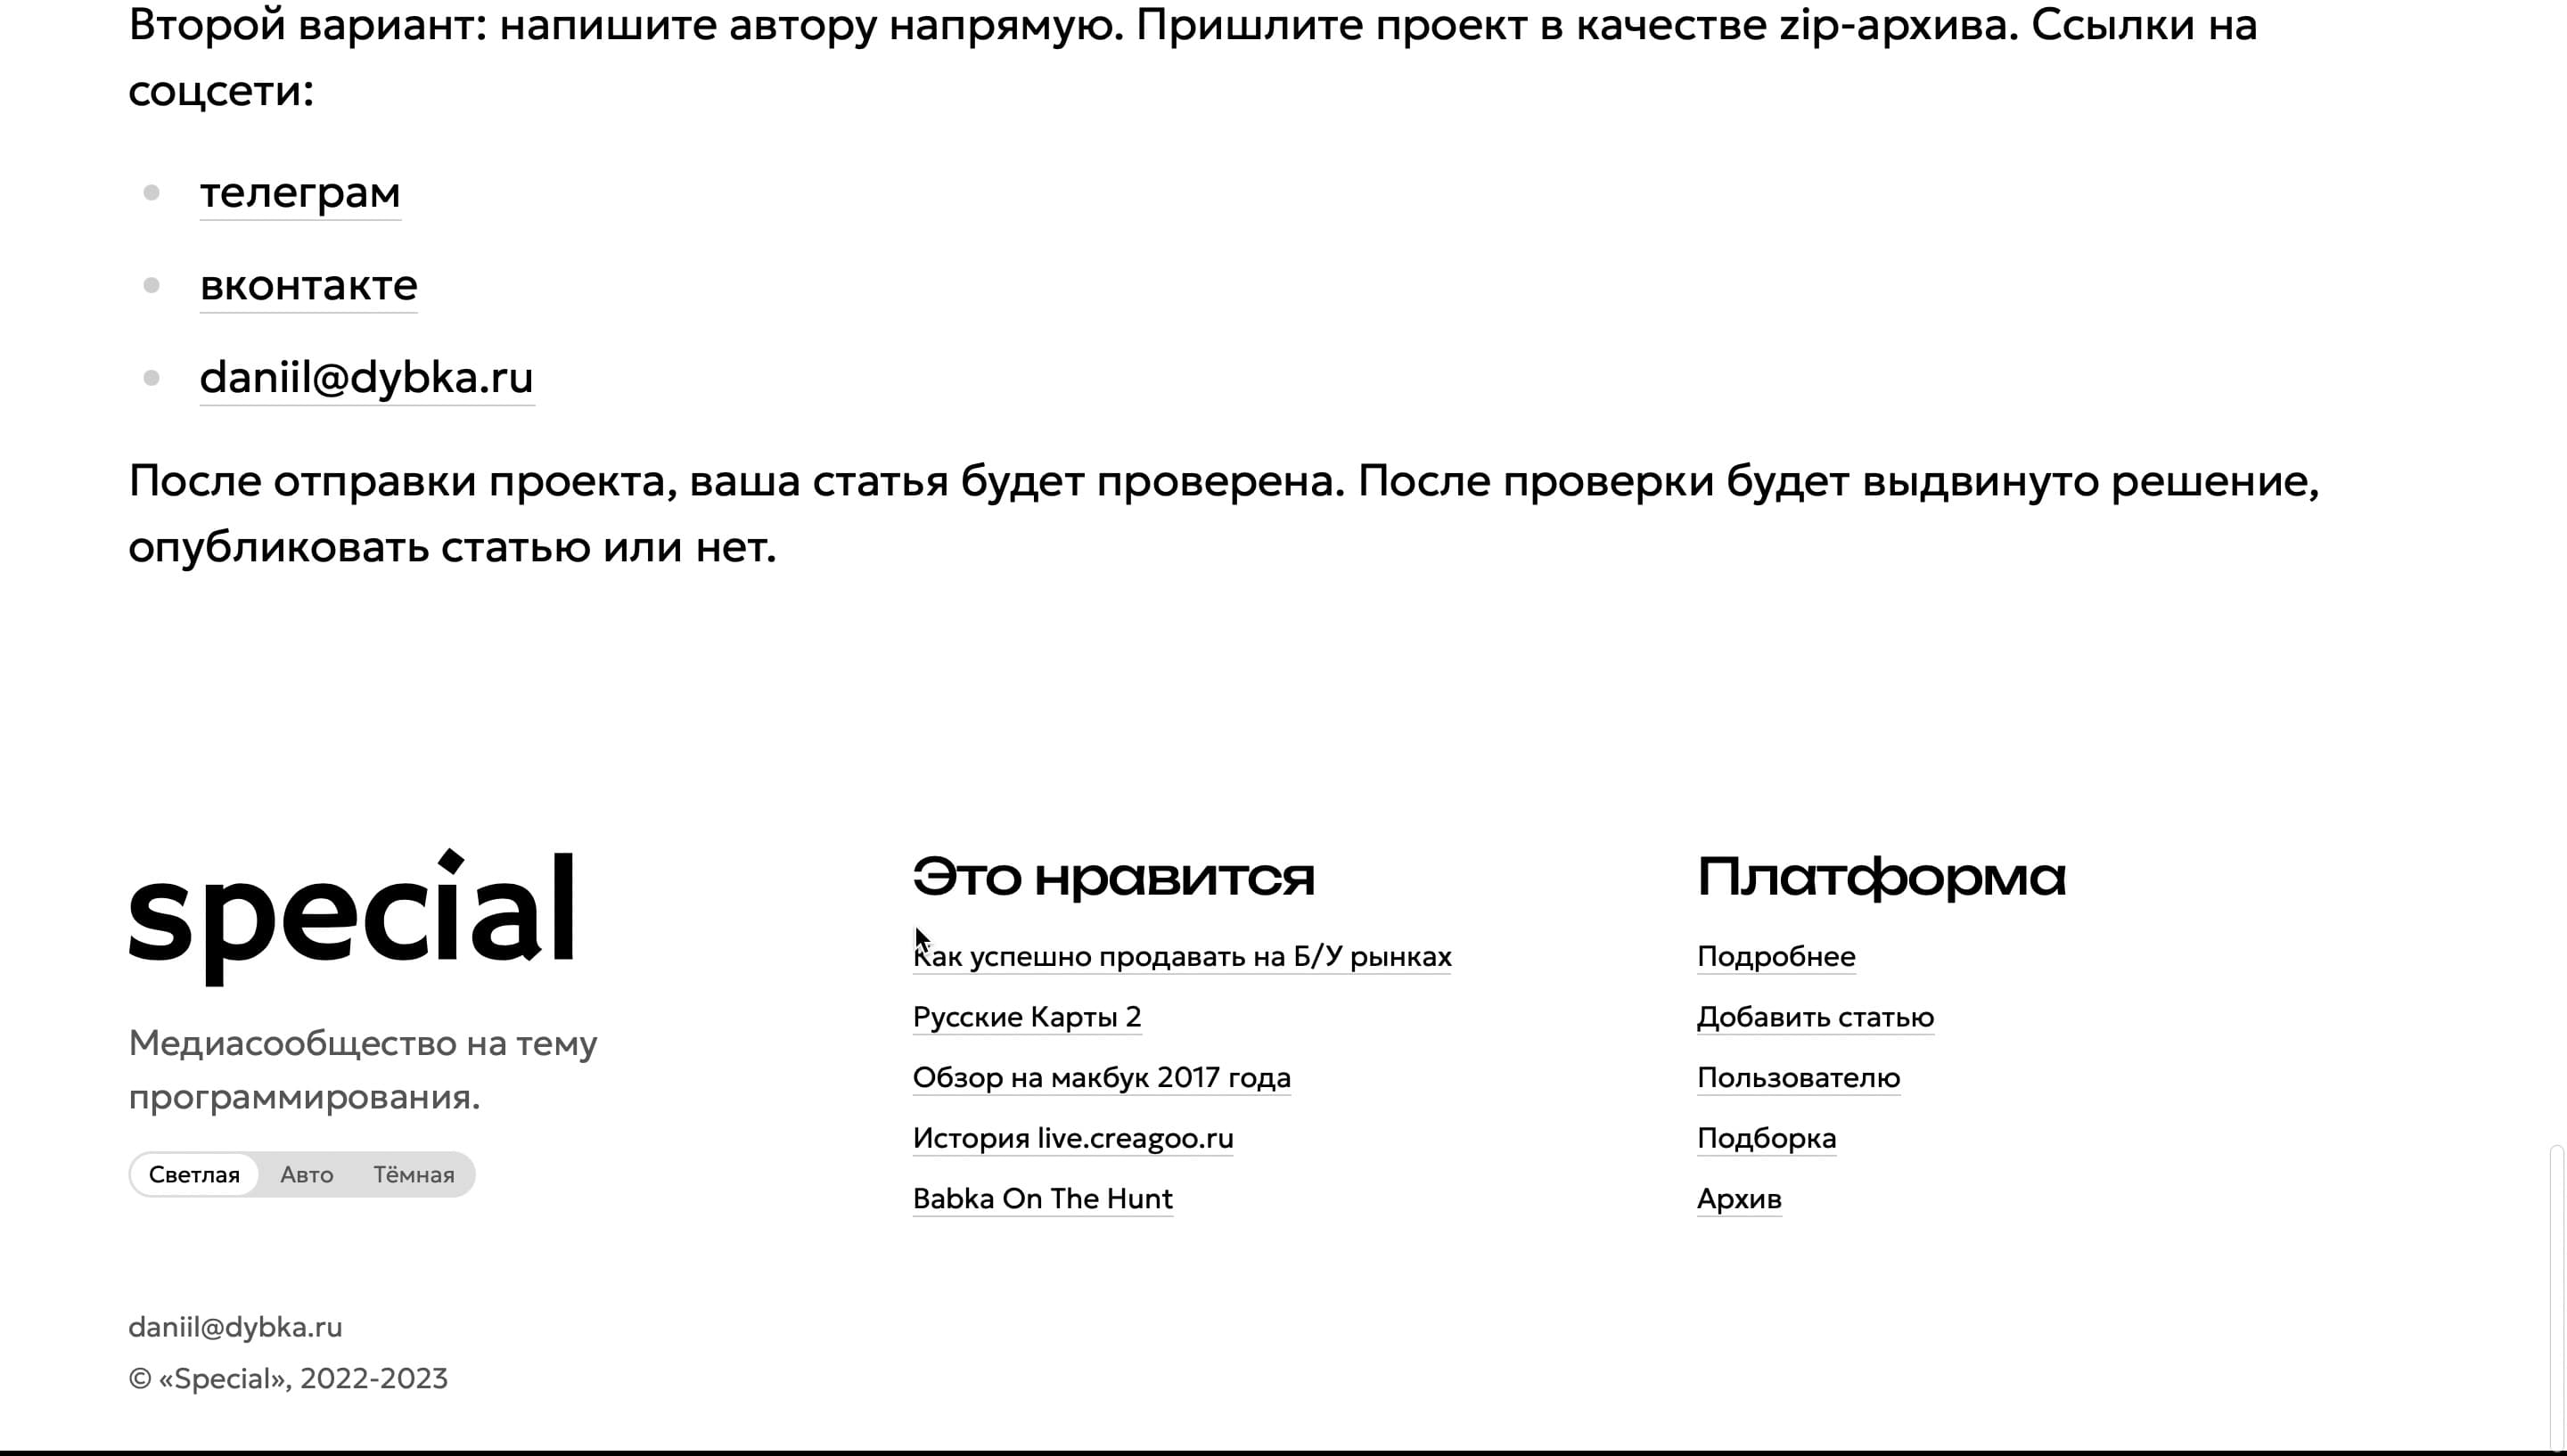 Второй вариант: напишите автору напрямую. Пришлите проект в качестве zip-архива. Ссылки на
соцсети:
телеграм
вконтакте
daniil@dybka.ru
После отправки проекта, ваша статья будет проверена. После проверки будет выдвинуто решение,
опубликовать статью или нет.
special
Медиасообщество на тему
программирования.
Светлая Авто Тёмная
daniil@dybka.ru
© «Special», 2022-2023
Это нравится
Как успешно продавать на Б/У рынках
Русские Карты 2
Обзор на макбук 2017 года
История live.creagoo.ru
Babka On The Hunt
Платформа
Подробнее
Добавить статью
Пользователю
Подборка
Архив